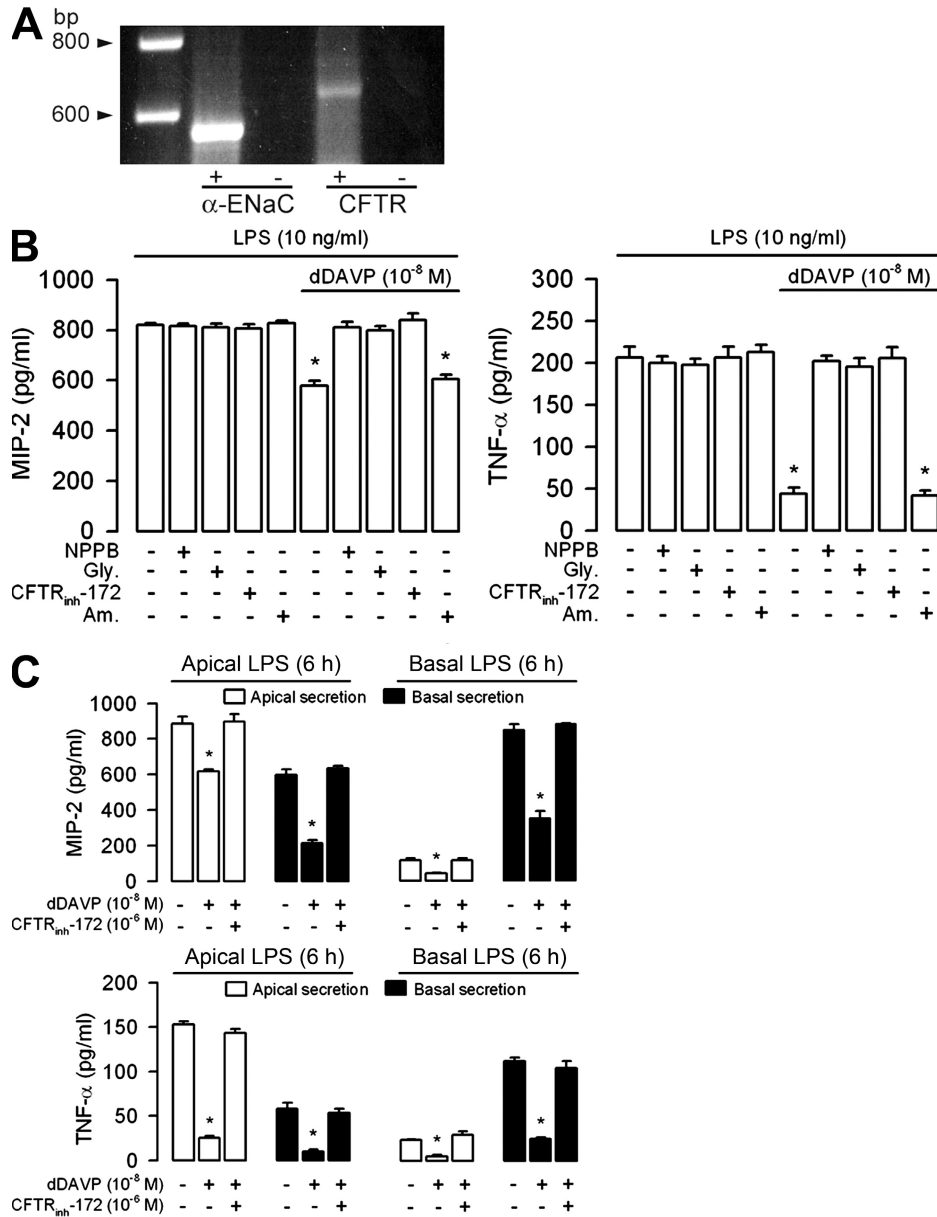 A
bp
800
600
+ - + -
α-ENaC CFTR
B
LPS (10 ng/ml)
dDAVP (10⁻⁸ M)
MIP-2 (pg/ml)
1000
800
600
400
200
0
* *
NPPB - + - - - - + - - -
Gly. - - + - - - - + - -
CFTRinh-172 - - - + - - - - + -
Am. - - - - + - - - - +
LPS (10 ng/ml)
dDAVP (10⁻⁸ M)
TNF-α (pg/ml)
300
250
200
150
100
50
0
* *
NPPB - + - - - - + - - -
Gly. - - + - - - - + - -
CFTRinh-172 - - - + - - - - + -
Am. - - - - + - - - - +
C
Apical LPS (6 h) Basal LPS (6 h)
Apical secretion Basal secretion
MIP-2 (pg/ml)
1000
800
600
400
200
0
* * * *
dDAVP (10⁻⁸ M) - + + - + + - + + - + +
CFTRinh-172 (10⁻⁶ M) - - + - - + - - + - - +
Apical LPS (6 h) Basal LPS (6 h)
Apical secretion Basal secretion
TNF-α (pg/ml)
200
150
100
50
0
* * * *
dDAVP (10⁻⁸ M) - + + - + + - + + - + +
CFTRinh-172 (10⁻⁶ M) - - + - - + - - + - - +